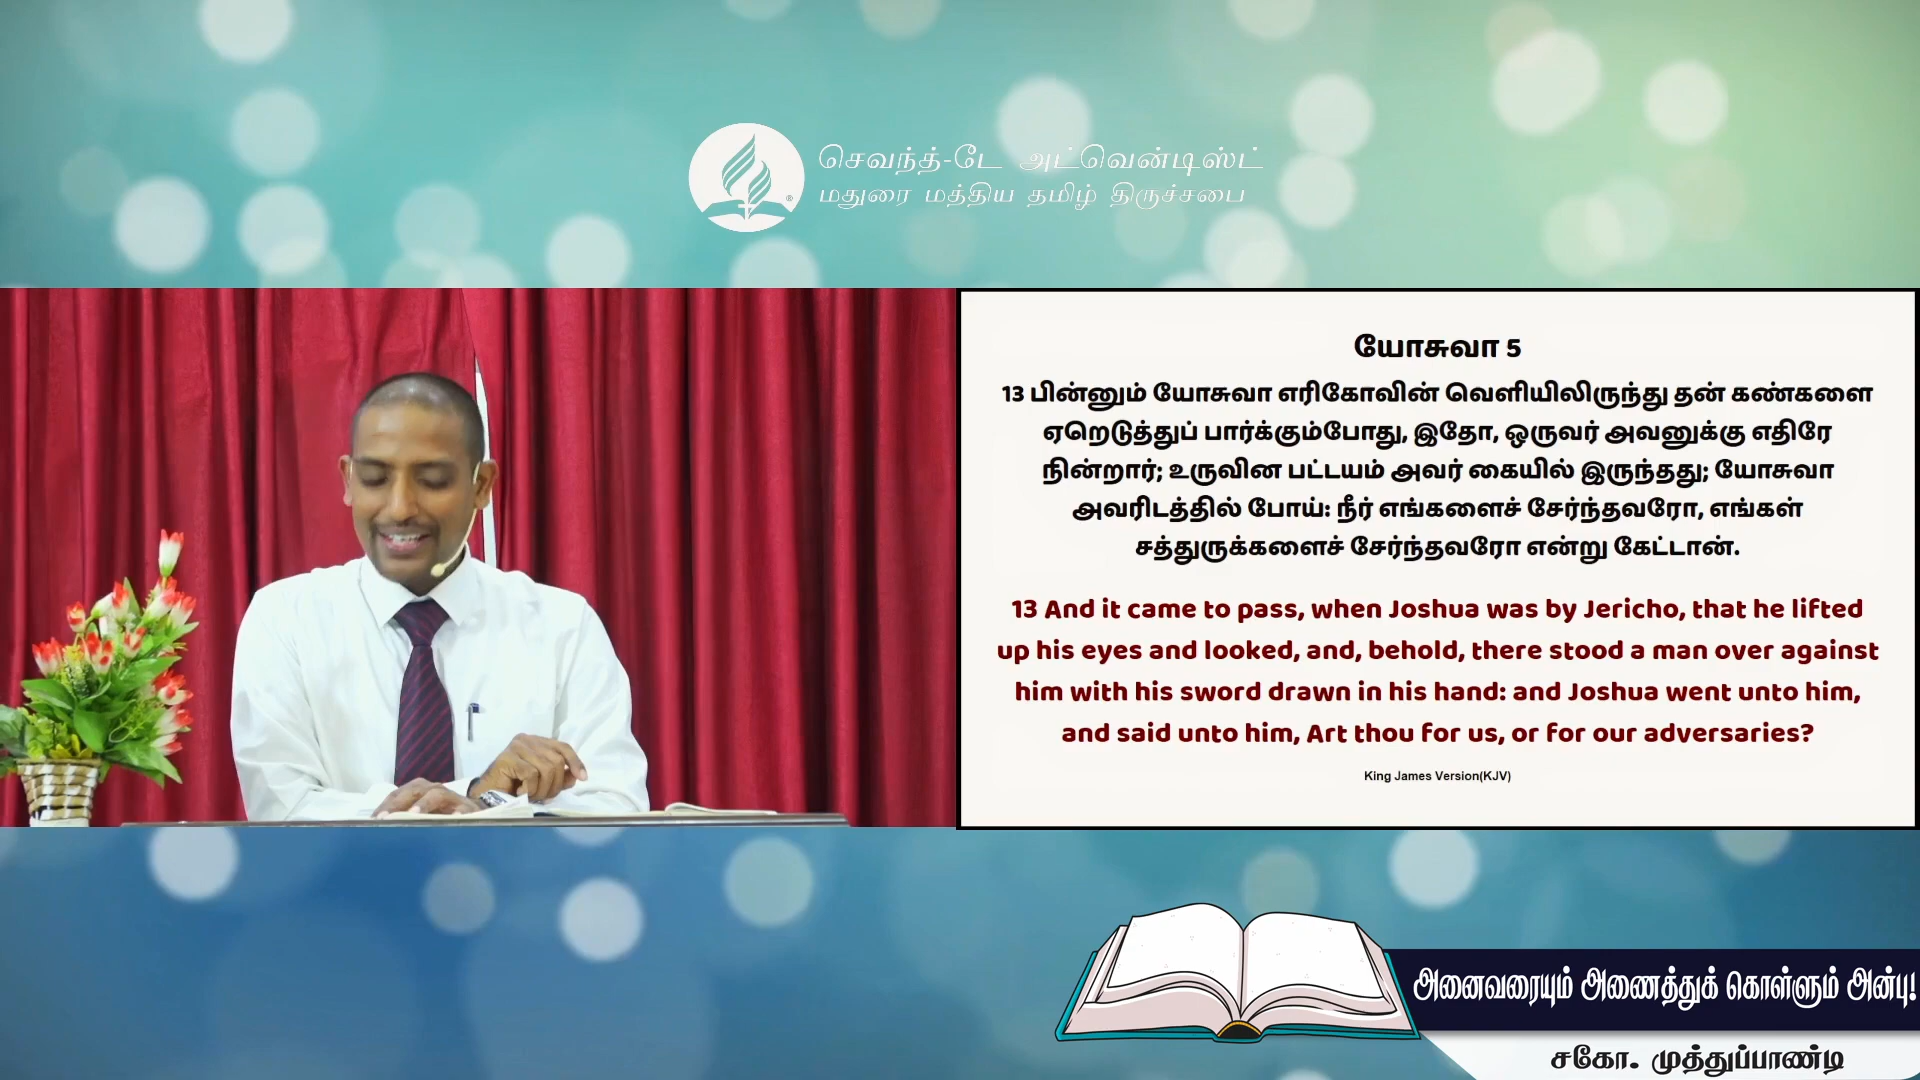 செவந்த்-டே அட்வென்டிஸ்ட்
மதுரை மத்திய தமிழ் திருச்சபை
யோசுவா 5
13 பின்னும் யோசுவா எரிகோவின் வெளியிலிருந்து தன் கண்களை
ஏறெடுத்துப் பார்க்கும்போது, இதோ, ஒருவர் அவனுக்கு எதிரே
நின்றார்; உருவின பட்டயம் அவர் கையில் இருந்தது; யோசுவா
அவரிடத்தில் போய்: நீர் எங்களைச் சேர்ந்தவரோ, எங்கள்
சத்துருக்களைச் சேர்ந்தவரோ என்று கேட்டான்.
13 And it came to pass, when Joshua was by Jericho, that he lifted
up his eyes and looked, and, behold, there stood a man over against
him with his sword drawn in his hand: and Joshua went unto him,
and said unto him, Art thou for us, or for our adversaries?
King James Version(KJV)
அனைவரையும் அணைத்துக் கொள்ளும் அன்பு!
சகோ. முத்துப்பாண்டி